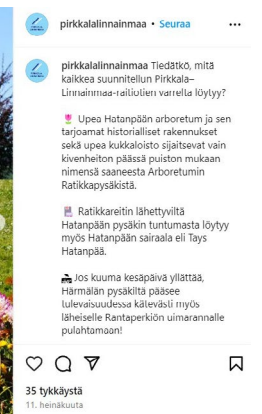 pirkkalalinnainmaa • Seuraa
pirkkalalinnainmaa Tiedätkö, mitä
kaikkea suunnitellun Pirkkala–
Linnainmaa-raitiotien varrelta löytyy?
🌷 Upea Hatanpään arboretum ja sen
tarjoamat historialliset rakennukset
sekä upea kukkaloisto sijaitsevat vain
kivenheiton päässä puiston mukaan
nimensä saaneesta Arboretumin
Ratikkapysäkistä.
Ratikkareitin lähettyviltä
Hatanpään pysäkin tuntumasta löytyy
myös Hatanpään sairaala eli Tays
Hatanpää.
Jos kuuma kesäpäivä yllättää,
Härmälän pysäkiltä pääsee
tulevaisuudessa kätevästi myös
läheiselle Rantaperkiön uimarannalle
pulahtamaan!
35 tykkäystä
11. heinäkuuta